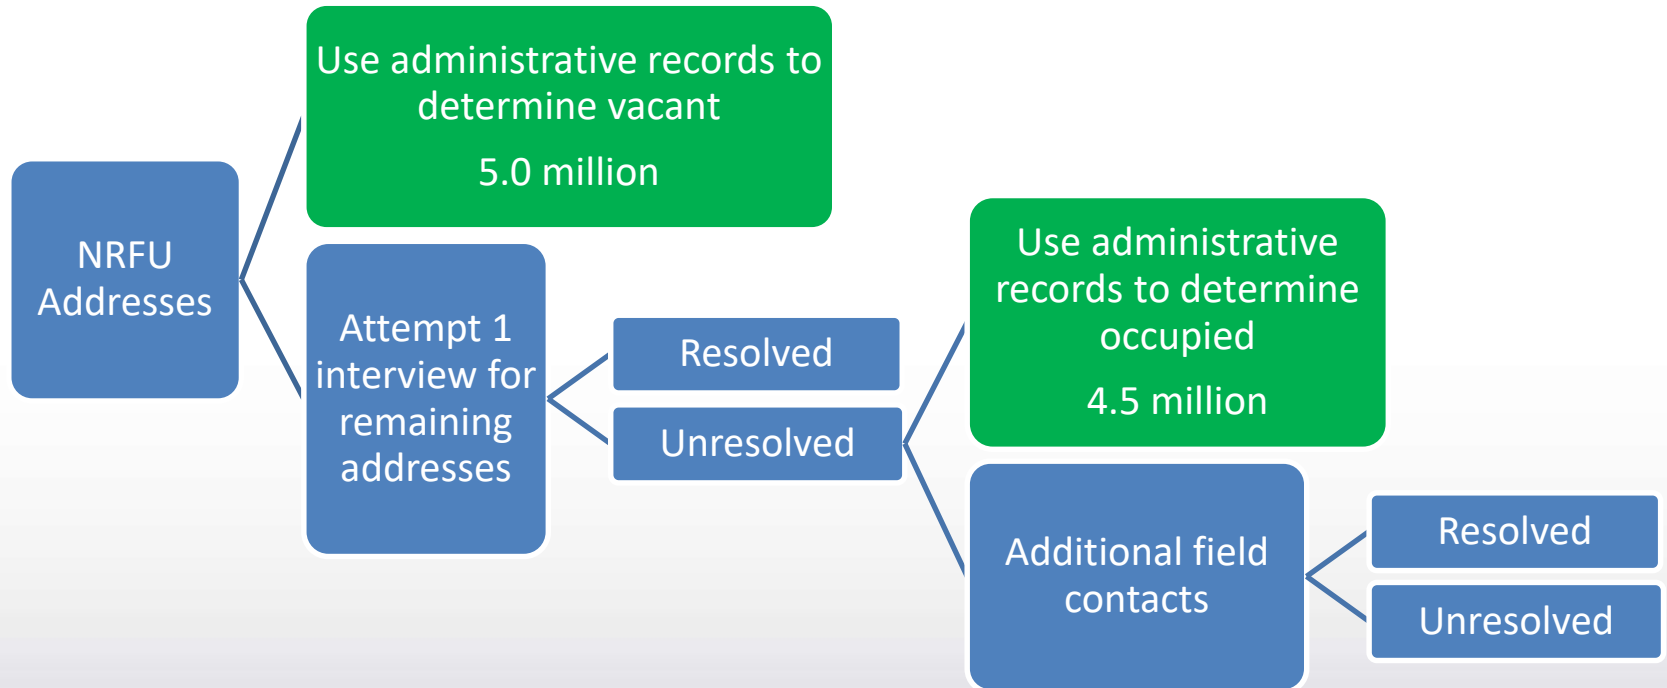 NRFU
Addresses
Use administrative records to
determine vacant
5.0 million
Attempt 1
interview for
remaining
addresses
Resolved
Unresolved
Use administrative
records to determine
occupied
4.5 million
Additional field
contacts
Resolved
Unresolved